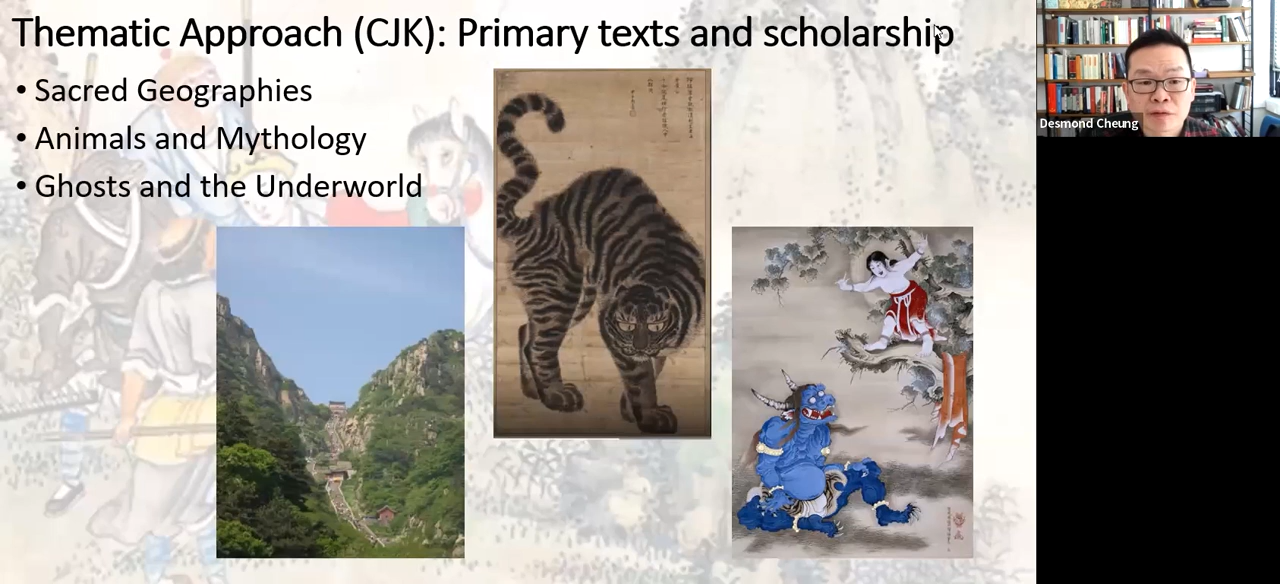 Thematic Approach (CJK): Primary texts and scholarship
• Sacred Geographies
• Animals and Mythology
• Ghosts and the Underworld
Desmond Cheung